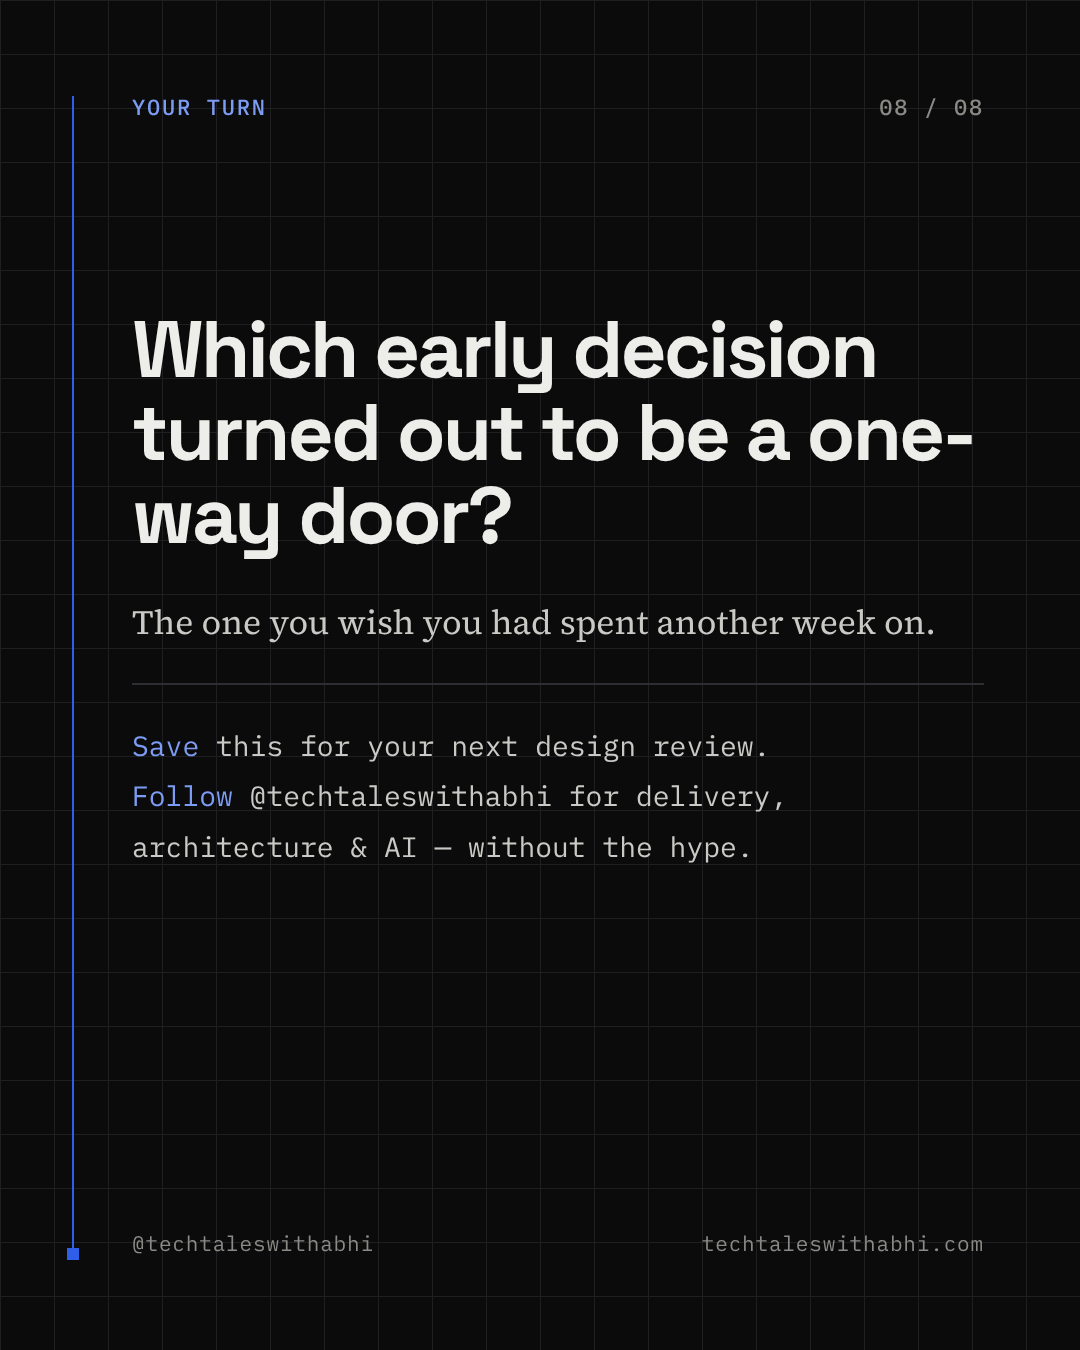 YOUR TURN
08 / 08
Which early decision
turned out to be a one-
way door?
The one you wish you had spent another week on.
Save this for your next design review.
Follow @techtaleswithabhi for delivery,
architecture & AI — without the hype.
@techtaleswithabhi
techtaleswithabhi.com